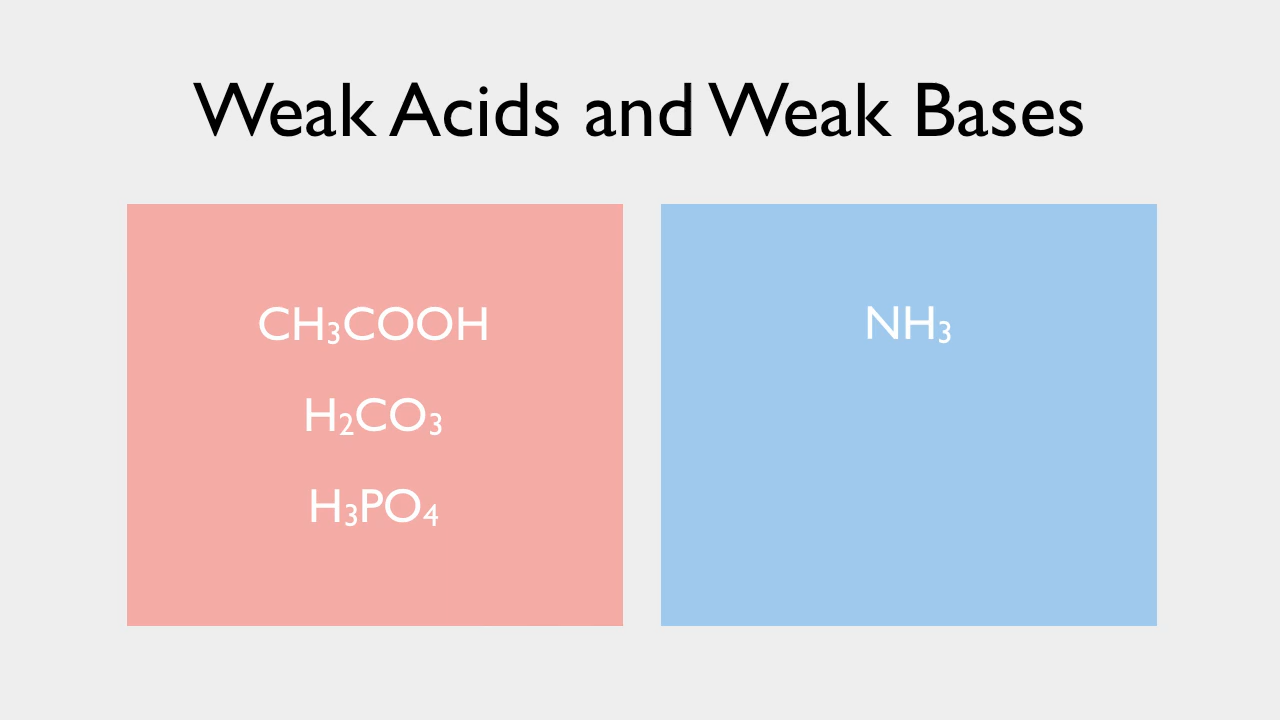 Weak Acids and Weak Bases
CH₃COOH
H₂CO₃
H₃PO₄
NH₃